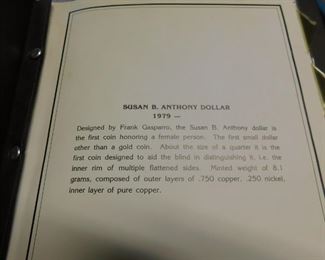 SUSAN B. ANTHONY DOLLAR
1979 —
Designed by Frank Gasparro, the Susan B. Anthony dollar is
the first coin honoring a female person. The first small dollar
other than a gold coin. About the size of a quarter it is the
first coin designed to aid the blind in distinguishing it, i.e. the
inner rim of multiple flattened sides. Minted weight of 8.1
grams, composed of outer layers of .750 copper, .250 nickel,
inner layer of pure copper.